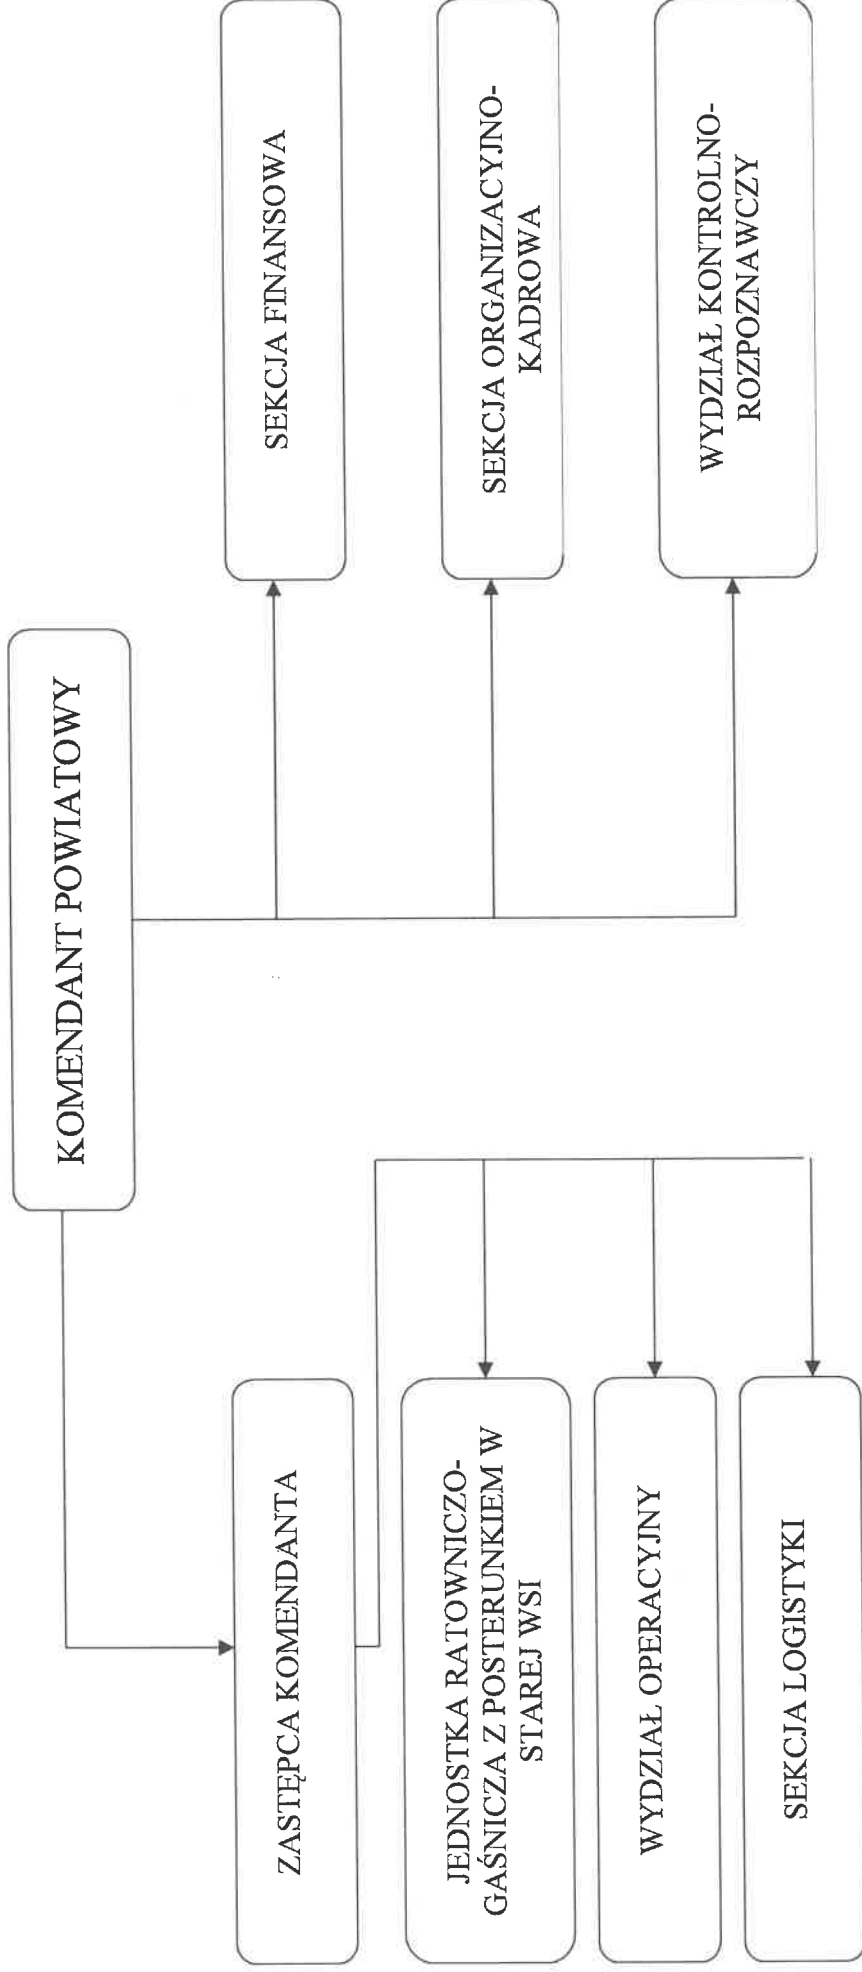 KOMENDANT POWIATOWY
ZASTĘPCA KOMENDANTA
JEDNOSTKA RATOWNICZO-
GAŚNICZA Z POSTERUNKIEM W
STAREJ WSI
WYDZIAŁ OPERACYJNY
SEKCJA LOGISTYKI
SEKCJA FINANSOWA
SEKCJA ORGANIZACYJNO-
KADROWA
WYDZIAŁ KONTROLNO-
ROZPOZNAWCZY